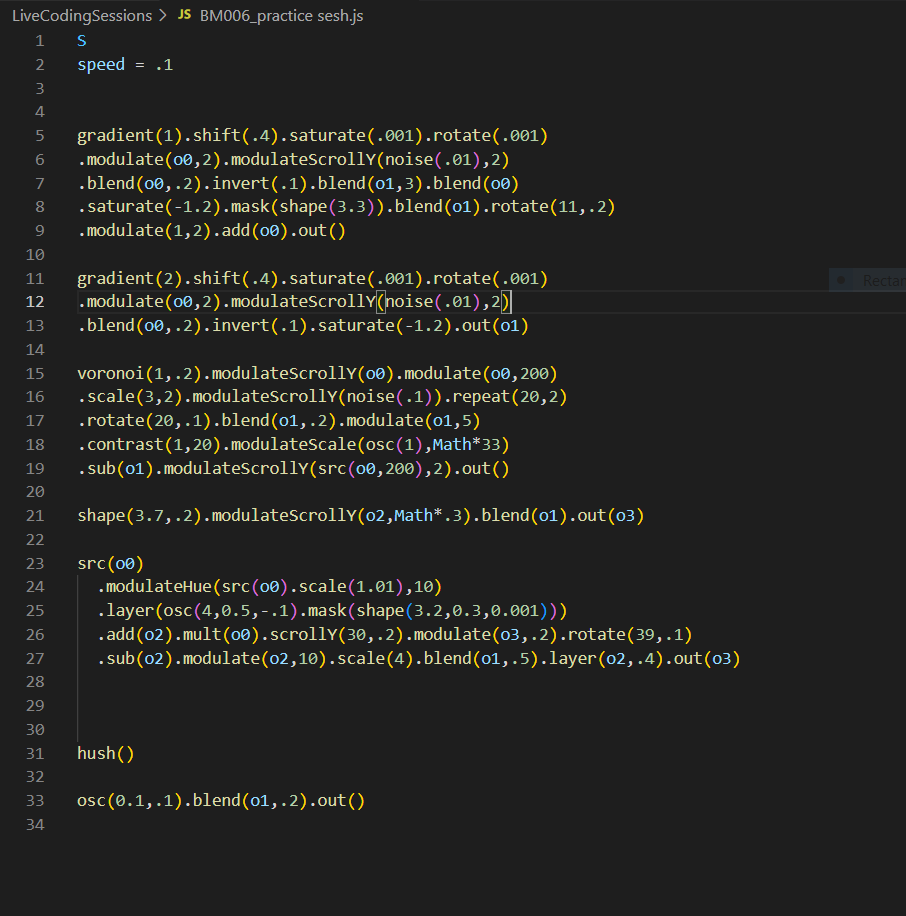 LiveCodingSessions > JS BM006_practice sesh.js
1 S
2 speed = .1
3
4
5 gradient(1).shift(.4).saturate(.001).rotate(.001)
6 .modulate(o0,2).modulateScrollY(noise(.01),2)
7 .blend(o0,.2).invert(.1).blend(o1,3).blend(o0)
8 .saturate(-1.2).mask(shape(3.3)).blend(o1).rotate(11,.2)
9 .modulate(1,2).add(o0).out()
10
11 gradient(2).shift(.4).saturate(.001).rotate(.001)
12 .modulate(o0,2).modulateScrollY(noise(.01),2)
13 .blend(o0,.2).invert(.1).saturate(-1.2).out(o1)
14
15 voronoi(1,.2).modulateScrollY(o0).modulate(o0,200)
16 .scale(3,2).modulateScrollY(noise(.1)).repeat(20,2)
17 .rotate(20,.1).blend(o1,.2).modulate(o1,5)
18 .contrast(1,20).modulateScale(osc(1),Math*33)
19 .sub(o1).modulateScrollY(src(o0,200),2).out()
20
21 shape(3.7,.2).modulateScrollY(o2,Math*.3).blend(o1).out(o3)
22
23 src(o0)
24 .modulateHue(src(o0).scale(1.01),10)
25 .layer(osc(4,0.5,-.1).mask(shape(3.2,0.3,0.001)))
26 .add(o2).mult(o0).scrollY(30,.2).modulate(o3,.2).rotate(39,.1)
27 .sub(o2).modulate(o2,10).scale(4).blend(o1,.5).layer(o2,.4).out(o3)
28
29
30
31 hush()
32
33 osc(0.1,.1).blend(o1,.2).out()
34